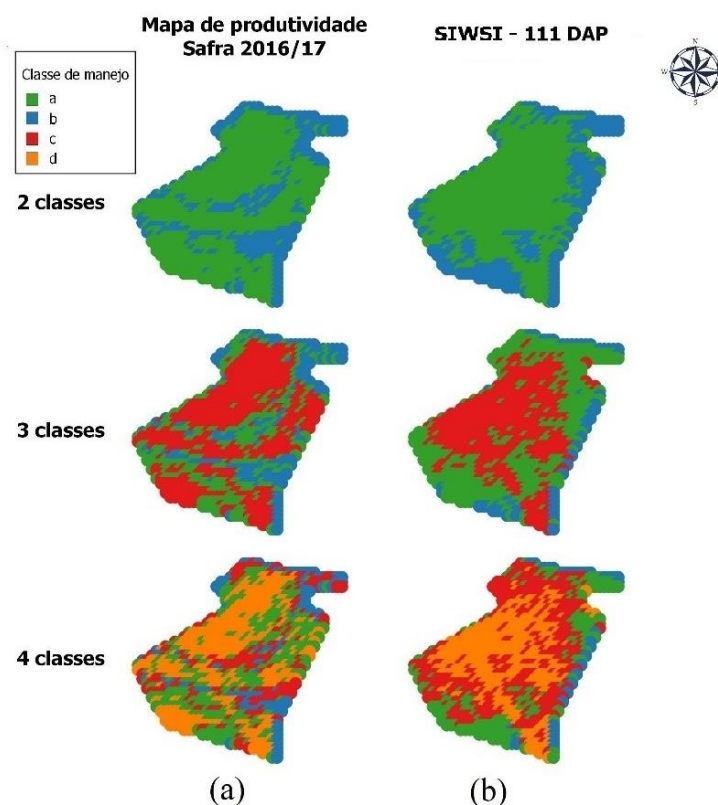 Mapa de produtividade
Safra 2016/17
SIWSI - 111 DAP
N
W
E
S
Classe de manejo
a
b
c
d
2 classes
3 classes
4 classes
(a)
(b)